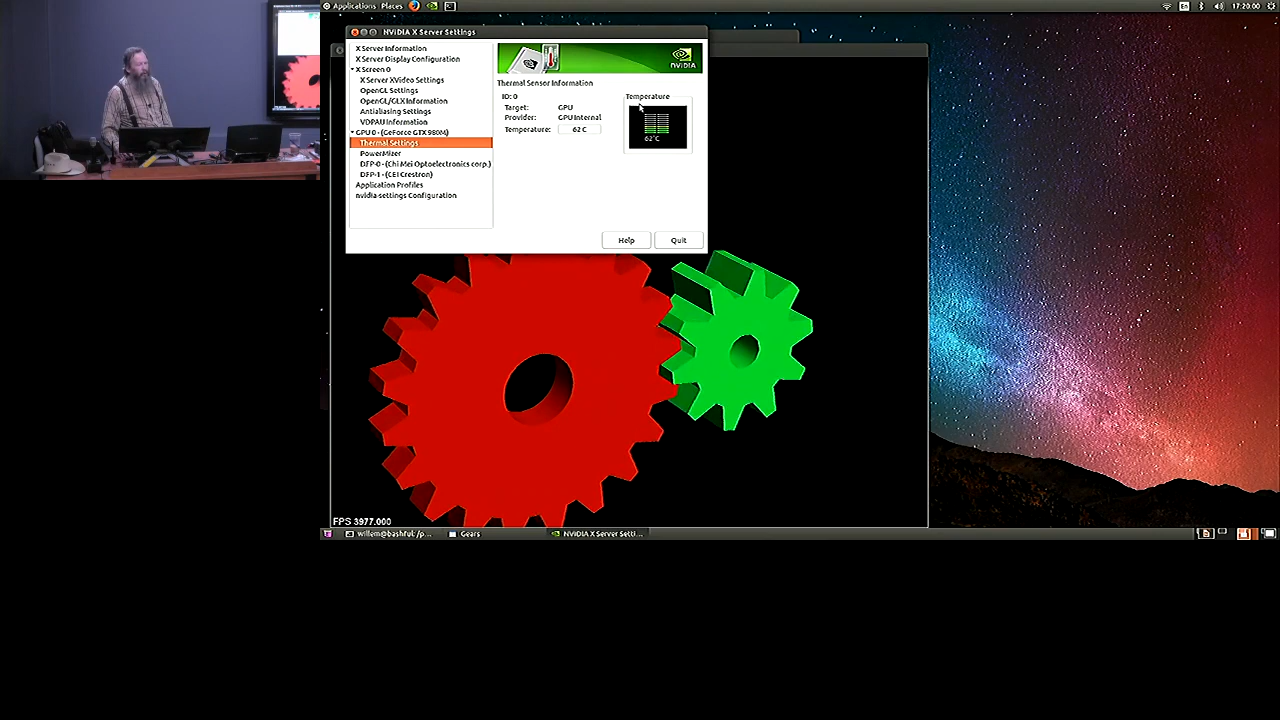 Applications Places
En
17:20:00
NVIDIA X Server Settings
X Server Information
X Server Display Configuration
X Screen 0
X Server XVideo Settings
OpenGL Settings
OpenGL/GLX Information
Antialiasing Settings
VDPAU Information
GPU 0 - (GeForce GTX 980M)
Thermal Settings
PowerMizer
DFP-0 - (Chi Mei Optoelectronics corp.)
DFP-1 - (CEI Crestron)
Application Profiles
nvidia-settings Configuration
NVIDIA
Thermal Sensor Information
ID: 0
Target: GPU
Provider: GPU Internal
Temperature: 62 C
Temperature
62°C
Help
Quit
FPS 3977.000
willem@bashful: /p...
Gears
NVIDIA X Server Setti...